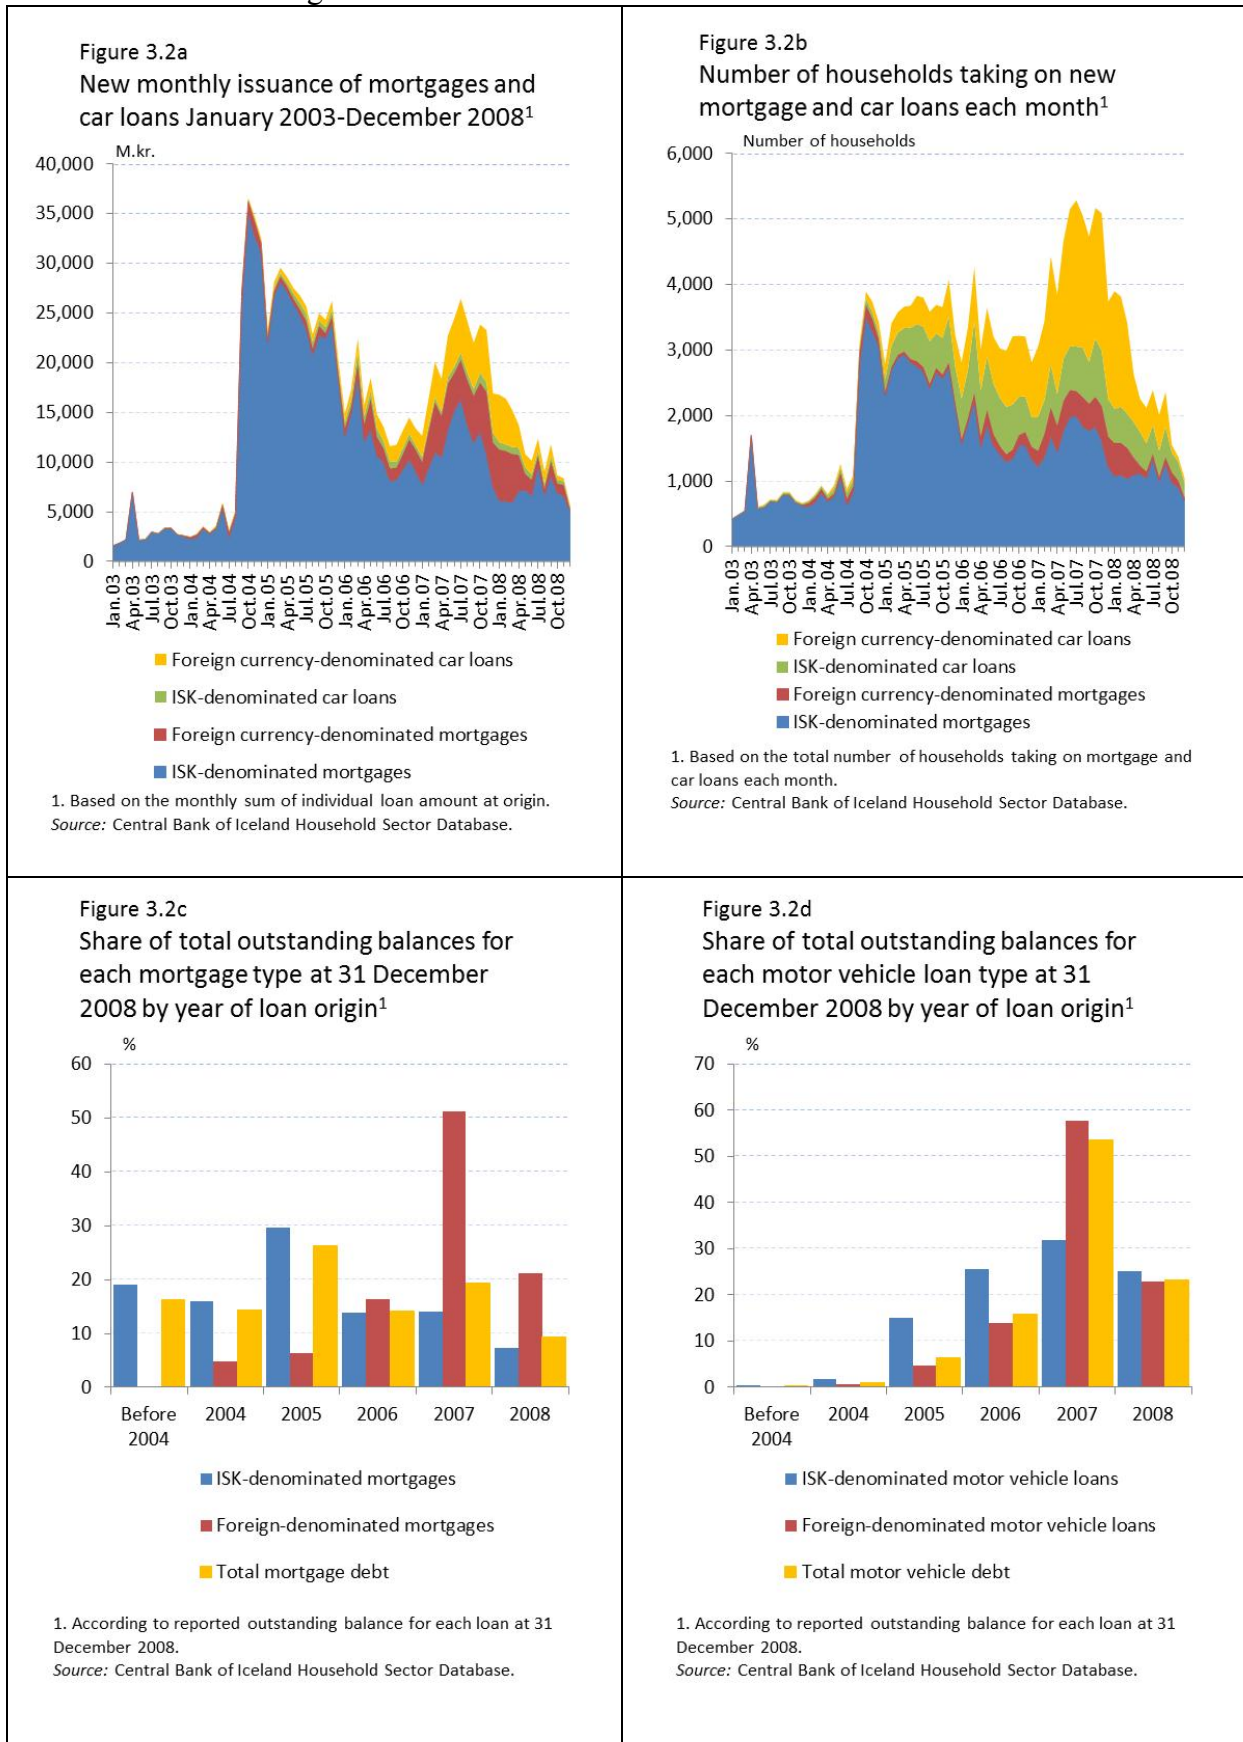 Figure 3.2a
New monthly issuance of mortgages and
car loans January 2003-December 2008¹
M.kr.
40,000
35,000
30,000
25,000
20,000
15,000
10,000
5,000
0
Jan.03
Apr.03
Jul.03
Oct.03
Jan.04
Apr.04
Jul.04
Oct.04
Jan.05
Apr.05
Jul.05
Oct.05
Jan.06
Apr.06
Jul.06
Oct.06
Jan.07
Apr.07
Jul.07
Oct.07
Jan.08
Apr.08
Jul.08
Oct.08
Foreign currency-denominated car loans
ISK-denominated car loans
Foreign currency-denominated mortgages
ISK-denominated mortgages
1. Based on the monthly sum of individual loan amount at origin.
Source: Central Bank of Iceland Household Sector Database.
Figure 3.2b
Number of households taking on new
mortgage and car loans each month¹
Number of households
6,000
5,000
4,000
3,000
2,000
1,000
0
Jan.03
Apr.03
Jul.03
Oct.03
Jan.04
Apr.04
Jul.04
Oct.04
Jan.05
Apr.05
Jul.05
Oct.05
Jan.06
Apr.06
Jul.06
Oct.06
Jan.07
Apr.07
Jul.07
Oct.07
Jan.08
Apr.08
Jul.08
Oct.08
Foreign currency-denominated car loans
ISK-denominated car loans
Foreign currency-denominated mortgages
ISK-denominated mortgages
1. Based on the total number of households taking on mortgage and
car loans each month.
Source: Central Bank of Iceland Household Sector Database.
Figure 3.2c
Share of total outstanding balances for
each mortgage type at 31 December
2008 by year of loan origin¹
%
60
50
40
30
20
10
0
Before 2004
2004
2005
2006
2007
2008
ISK-denominated mortgages
Foreign-denominated mortgages
Total mortgage debt
1. According to reported outstanding balance for each loan at 31
December 2008.
Source: Central Bank of Iceland Household Sector Database.
Figure 3.2d
Share of total outstanding balances for
each motor vehicle loan type at 31
December 2008 by year of loan origin¹
%
70
60
50
40
30
20
10
0
Before 2004
2004
2005
2006
2007
2008
ISK-denominated motor vehicle loans
Foreign-denominated motor vehicle loans
Total motor vehicle debt
1. According to reported outstanding balance for each loan at 31
December 2008.
Source: Central Bank of Iceland Household Sector Database.